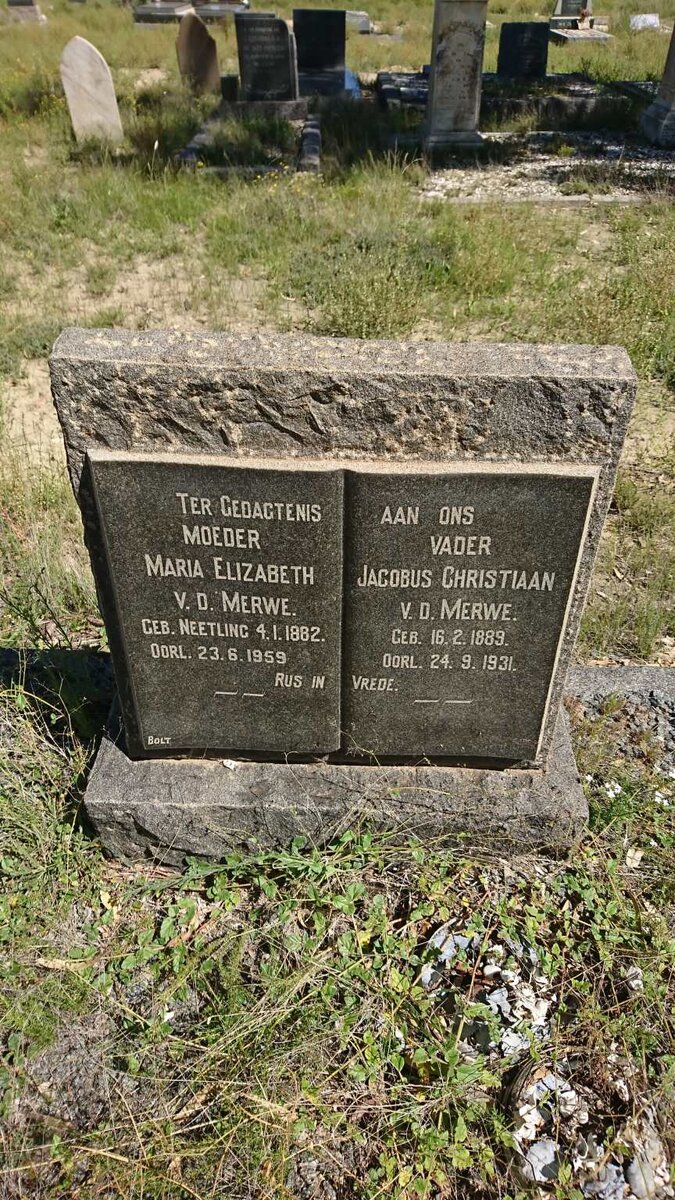 TER GEDAGTENIS AAN ONS
MOEDER
MARIA ELIZABETH
V. D. MERWE.
GEB. NEETLING 4.1.1882.
OORL. 23.6.1959
VADER
JACOBUS CHRISTIAAN
V. D. MERWE.
GEB. 16.2.1889.
OORL. 24.9.1931.
RUS IN VREDE.
BOLT